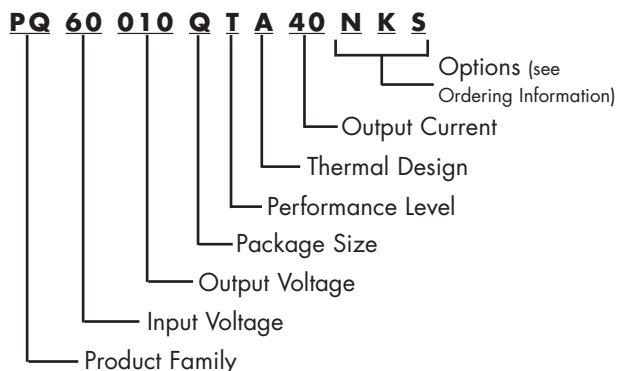 PQ 60 010 Q T A 40 N K S
Options (see
Ordering Information)
Output Current
Thermal Design
Performance Level
Package Size
Output Voltage
Input Voltage
Product Family